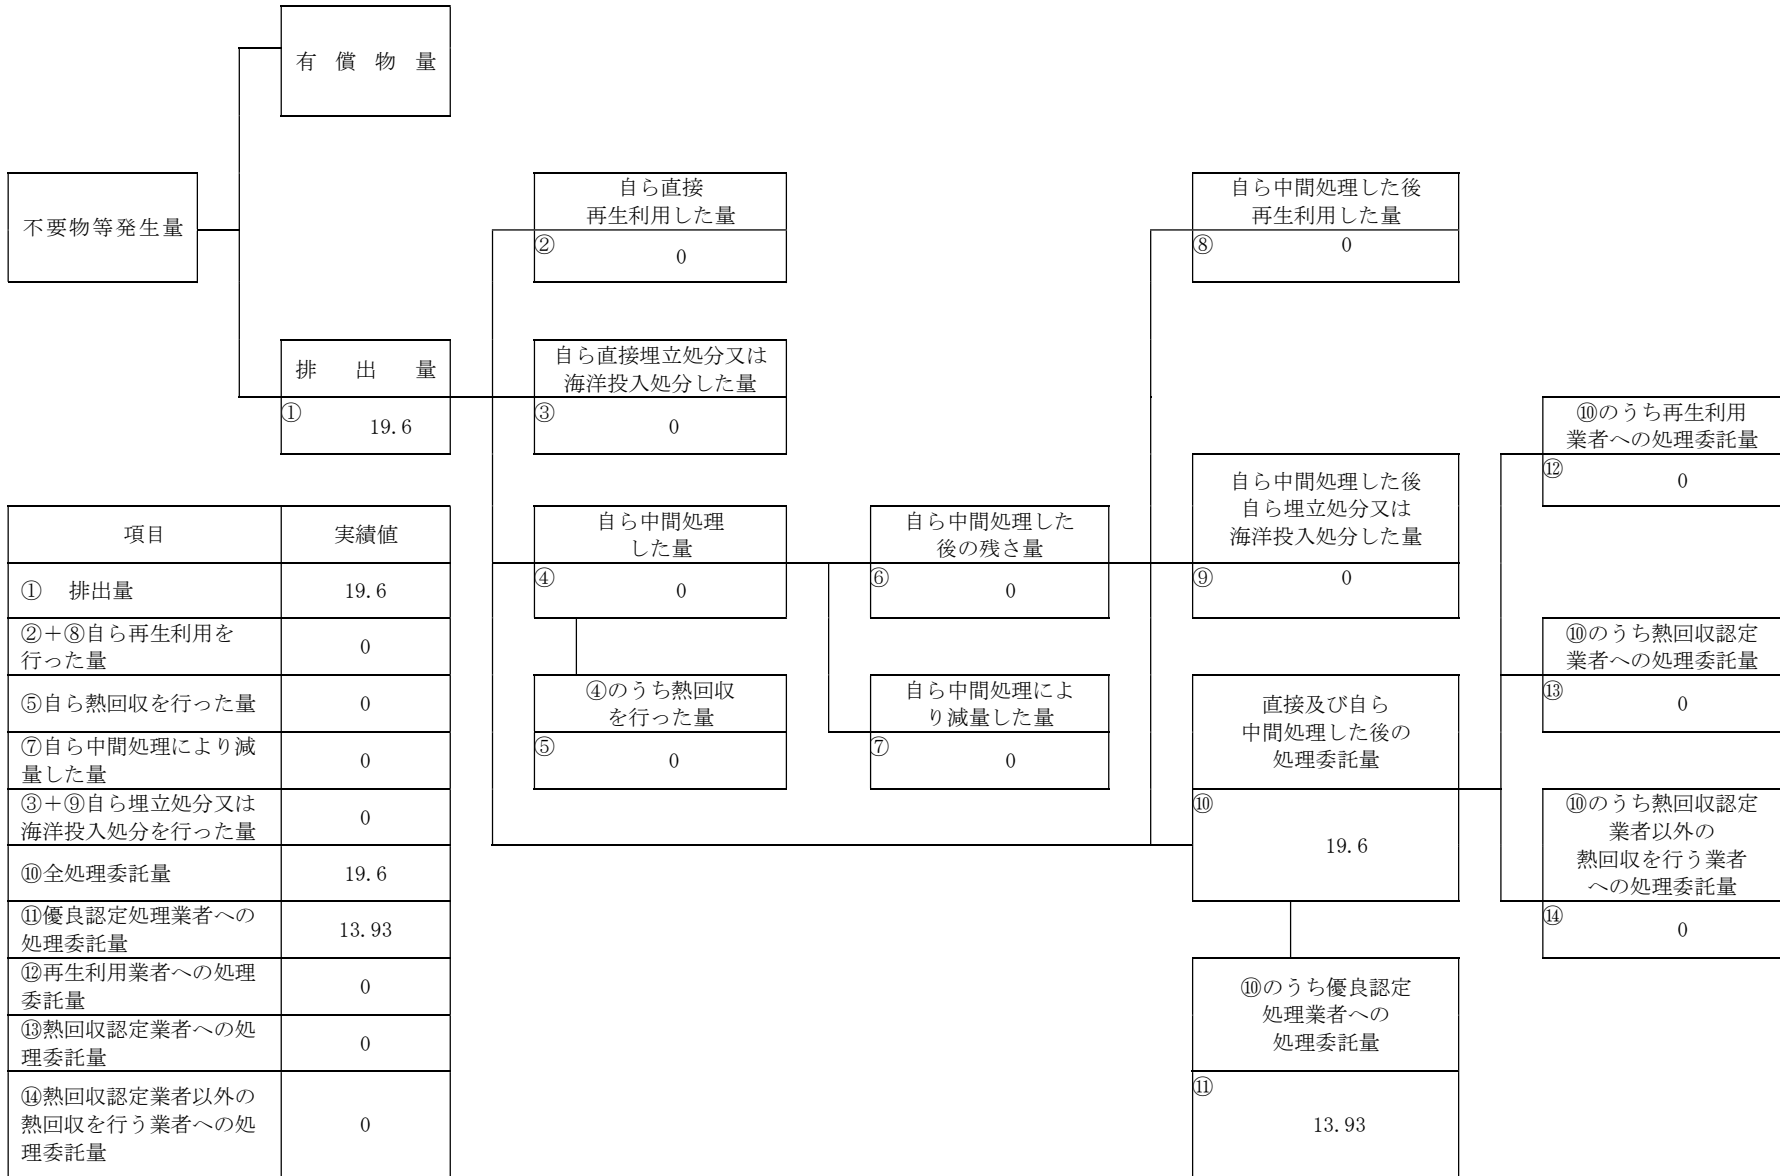 有償物量
不要物等発生量
自ら直接
再生利用した量
②
0
自ら中間処理した後
再生利用した量
⑧
0
排出量
①
19.6
自ら直接埋立処分又は
海洋投入処分した量
③
0
⑩のうち再生利用
業者への処理委託量
⑫
0
自ら中間処理した後
自ら埋立処分又は
海洋投入処分した量
⑨
0
自ら中間処理
した量
④
0
自ら中間処理した
後の残さ量
⑥
0
⑩のうち熱回収認定
業者への処理委託量
⑬
0
④のうち熱回収
を行った量
⑤
0
自ら中間処理によ
り減量した量
⑦
0
直接及び自ら
中間処理した後の
処理委託量
⑩
19.6
⑩のうち熱回収認定
業者以外の
熱回収を行う業者
への処理委託量
⑭
0
⑩のうち優良認定
処理業者への
処理委託量
⑪
13.93
項目 実績値
① 排出量 19.6
②+⑧自ら再生利用を
行った量
0
⑤自ら熱回収を行った量 0
⑦自ら中間処理により減
量した量
0
③+⑨自ら埋立処分又は
海洋投入処分を行った量
0
⑩全処理委託量 19.6
⑪優良認定処理業者への
処理委託量
13.93
⑫再生利用業者への処理
委託量
0
⑬熱回収認定業者への処
理委託量
0
⑭熱回収認定業者以外の
熱回収を行う業者への処
理委託量
0